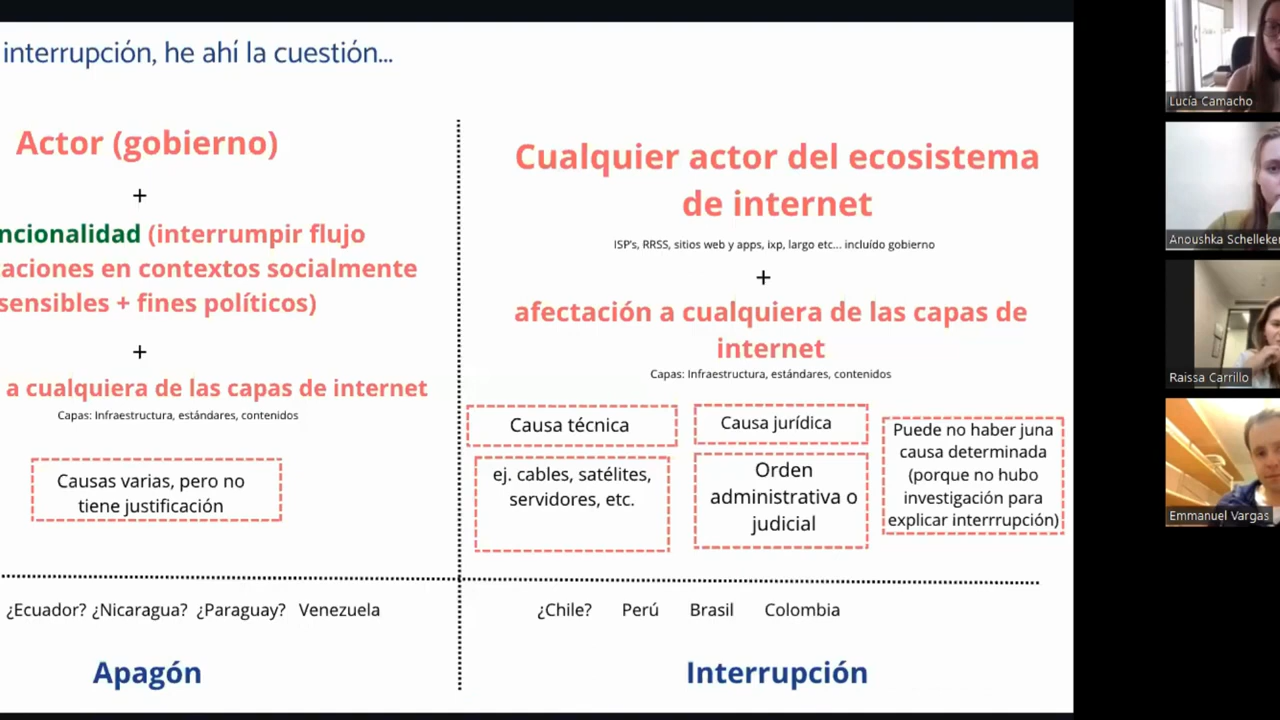 interrupción, he ahí la cuestión...
Actor (gobierno)
+
ncionalidad (interrumpir flujo
aciones en contextos socialmente
sensibles + fines políticos)
+
a cualquiera de las capas de internet
Capas: Infraestructura, estándares, contenidos
Causas varias, pero no
tiene justificación
¿Ecuador? ¿Nicaragua? ¿Paraguay? Venezuela
Apagón
Cualquier actor del ecosistema
de internet
ISP's, RRSS, sitios web y apps, ixp, largo etc... incluído gobierno
+
afectación a cualquiera de las capas de
internet
Capas: Infraestructura, estándares, contenidos
Causa técnica
ej. cables, satélites,
servidores, etc.
Causa jurídica
Orden
administrativa o
judicial
Puede no haber juna
causa determinada
(porque no hubo
investigación para
explicar interrrupción)
¿Chile? Perú Brasil Colombia
Interrupción
Lucía Camacho
Anoushka Scheleker
Raissa Carrillo
Emmanuel Vargas